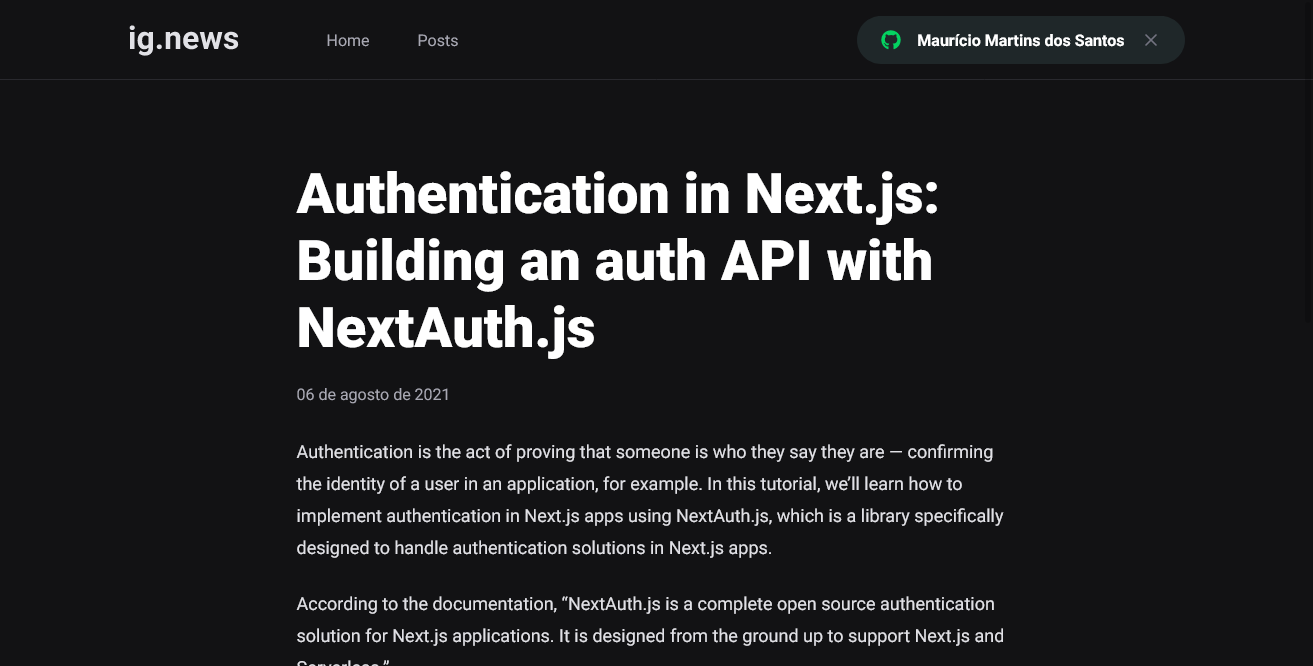 ig.news
Home
Posts
Maurício Martins dos Santos
Authentication in Next.js:
Building an auth API with
NextAuth.js
06 de agosto de 2021
Authentication is the act of proving that someone is who they say they are — confirming
the identity of a user in an application, for example. In this tutorial, we’ll learn how to
implement authentication in Next.js apps using NextAuth.js, which is a library specifically
designed to handle authentication solutions in Next.js apps.
According to the documentation, “NextAuth.js is a complete open source authentication
solution for Next.js applications. It is designed from the ground up to support Next.js and
Serverless.”